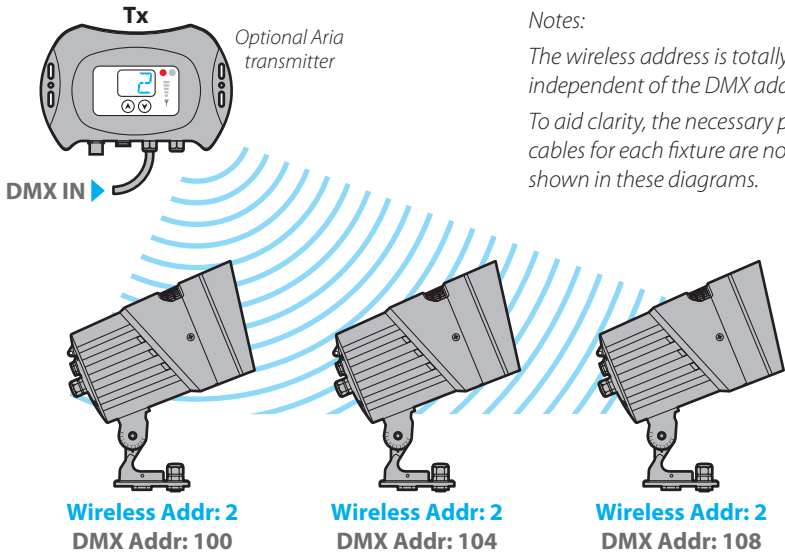 Tx
Optional Aria
transmitter
2
DMX IN
Notes:
The wireless address is totally
independent of the DMX
To aid clarity, the necessary
cables for each fixture are
shown in these diagrams.
Wireless Addr: 2
DMX Addr: 100
Wireless Addr: 2
DMX Addr: 104
Wireless Addr: 2
DMX Addr: 108